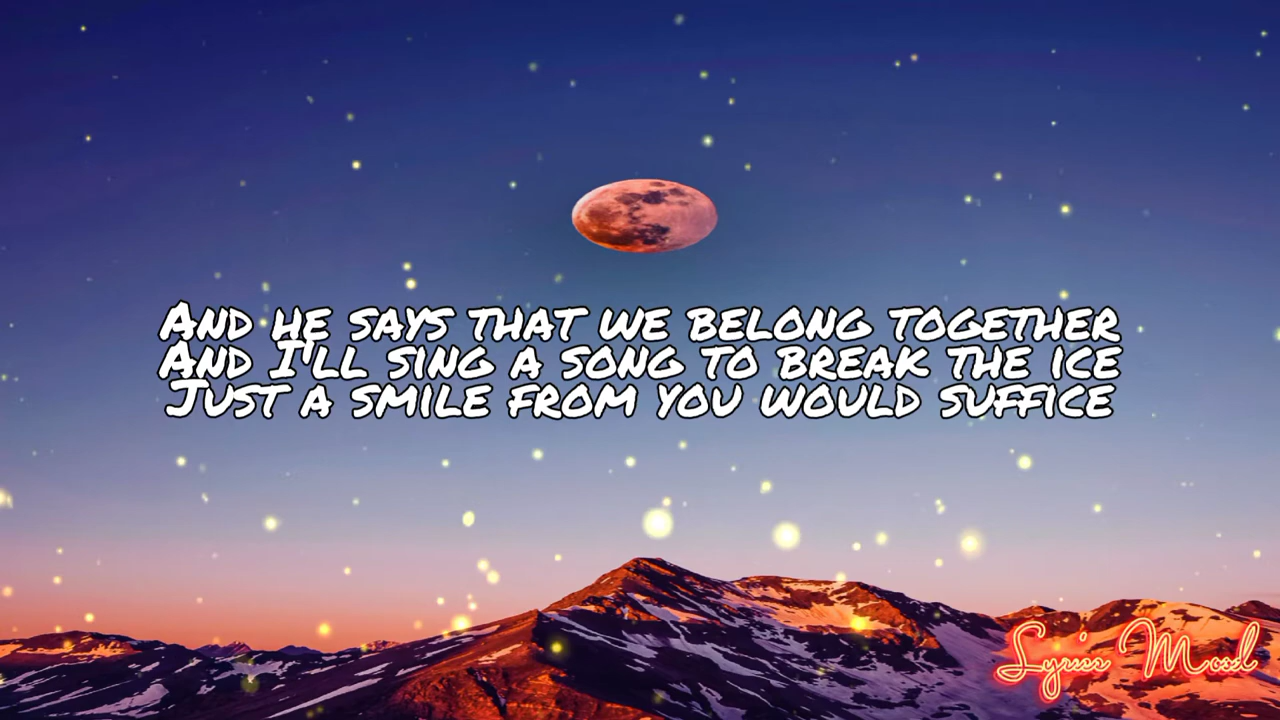 And he says that we belong together
And I'll sing a song to break the ice
Just a smile from you would suffice
Lyrics Mood